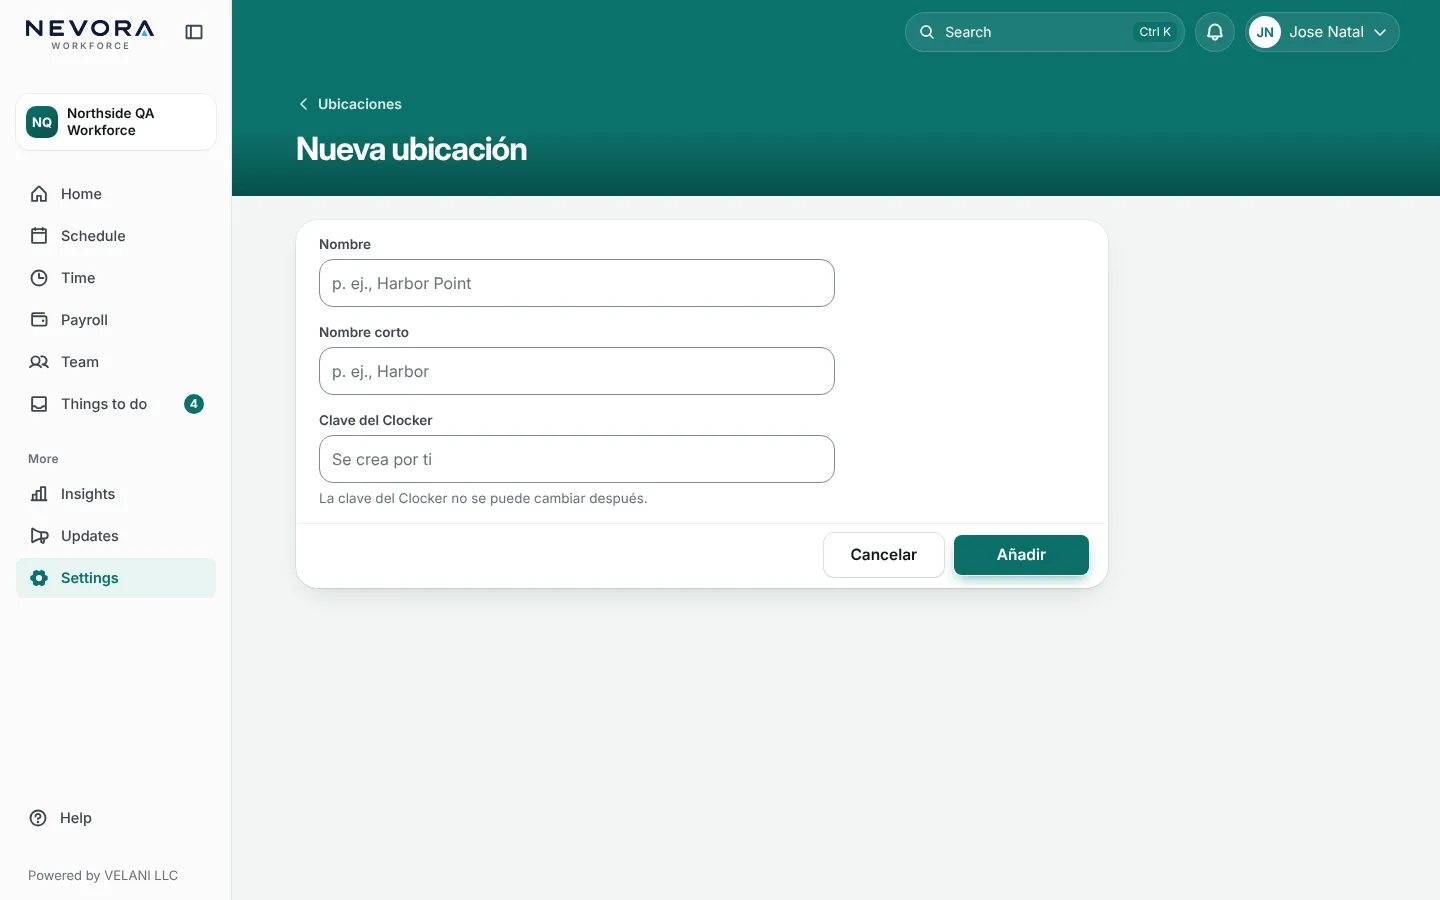 NEVORA
WORKFORCE
Search
Ctrl K
JN
Jose Natal
NQ
Northside QA
Workforce
Home
Schedule
Time
Payroll
Team
Things to do
4
More
Insights
Updates
Settings
Help
Powered by VELANI LLC
Ubicaciones
Nueva ubicación
Nombre
p. ej., Harbor Point
Nombre corto
p. ej., Harbor
Clave del Clocker
Se crea por ti
La clave del Clocker no se puede cambiar después.
Cancelar
Añadir